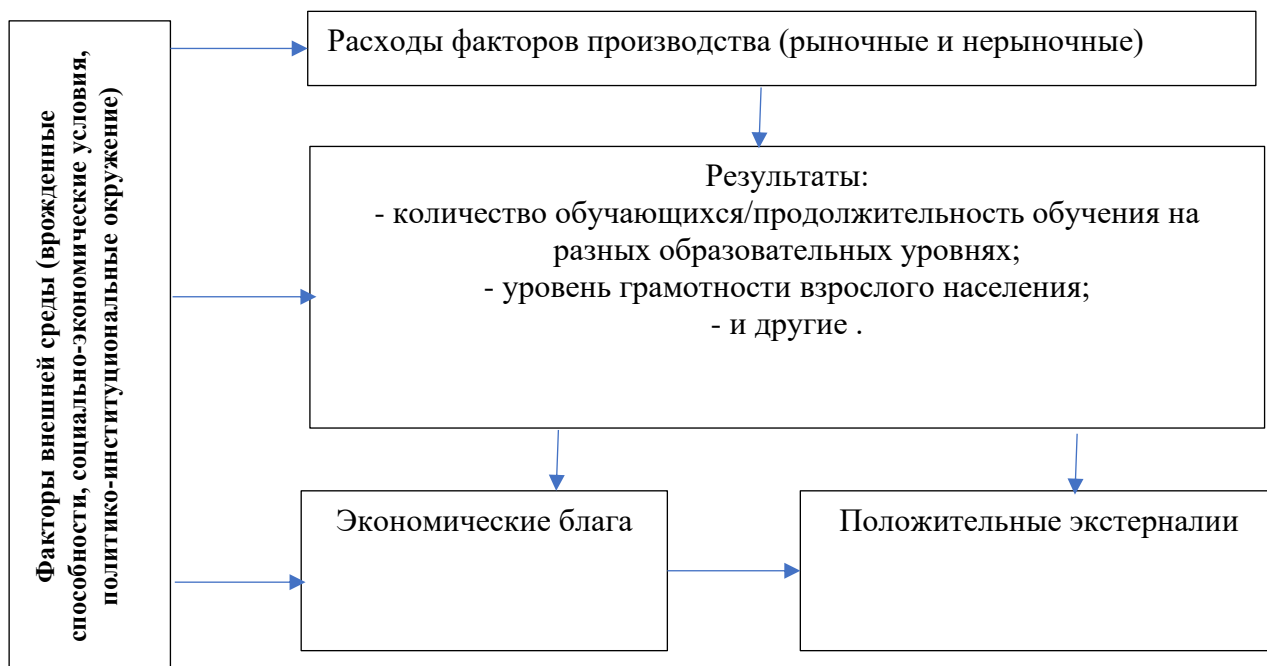 Факторы внешней среды (врожденные
способности, социально-экономические условия,
политико-институциональные окружение)
Расходы факторов производства (рыночные и нерыночные)
Результаты:
- количество обучающихся/продолжительность обучения на
разных образовательных уровнях;
- уровень грамотности взрослого населения;
- и другие .
Экономические блага
Положительные экстерналии